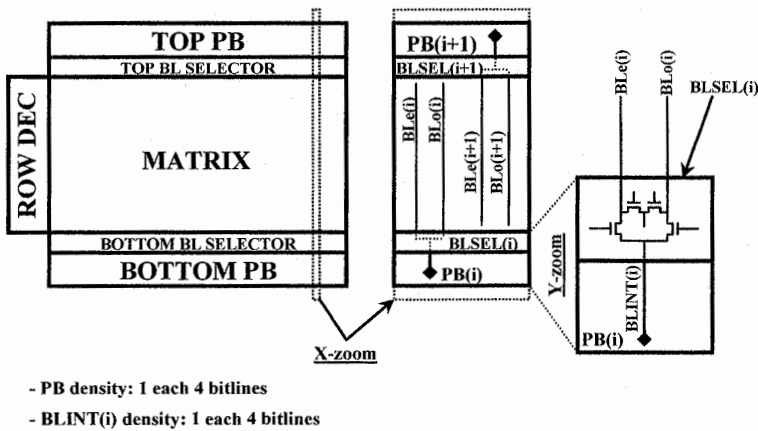 TOP PB
TOP BL SELECTOR
ROW DEC
MATRIX
BOTTOM BL SELECTOR
BOTTOM PB
X-zoom
PB(i+1)
BLSEL(i+1)
BLe(i)
BLo(i)
BLe(i+1)
BLo(i+1)
BLSEL(i)
PB(i)
Y-zoom
BLe(i)
BLo(i)
BLSEL(i)
BLINT(i)
PB(i)
- PB density: 1 each 4 bitlines
- BLINT(i) density: 1 each 4 bitlines